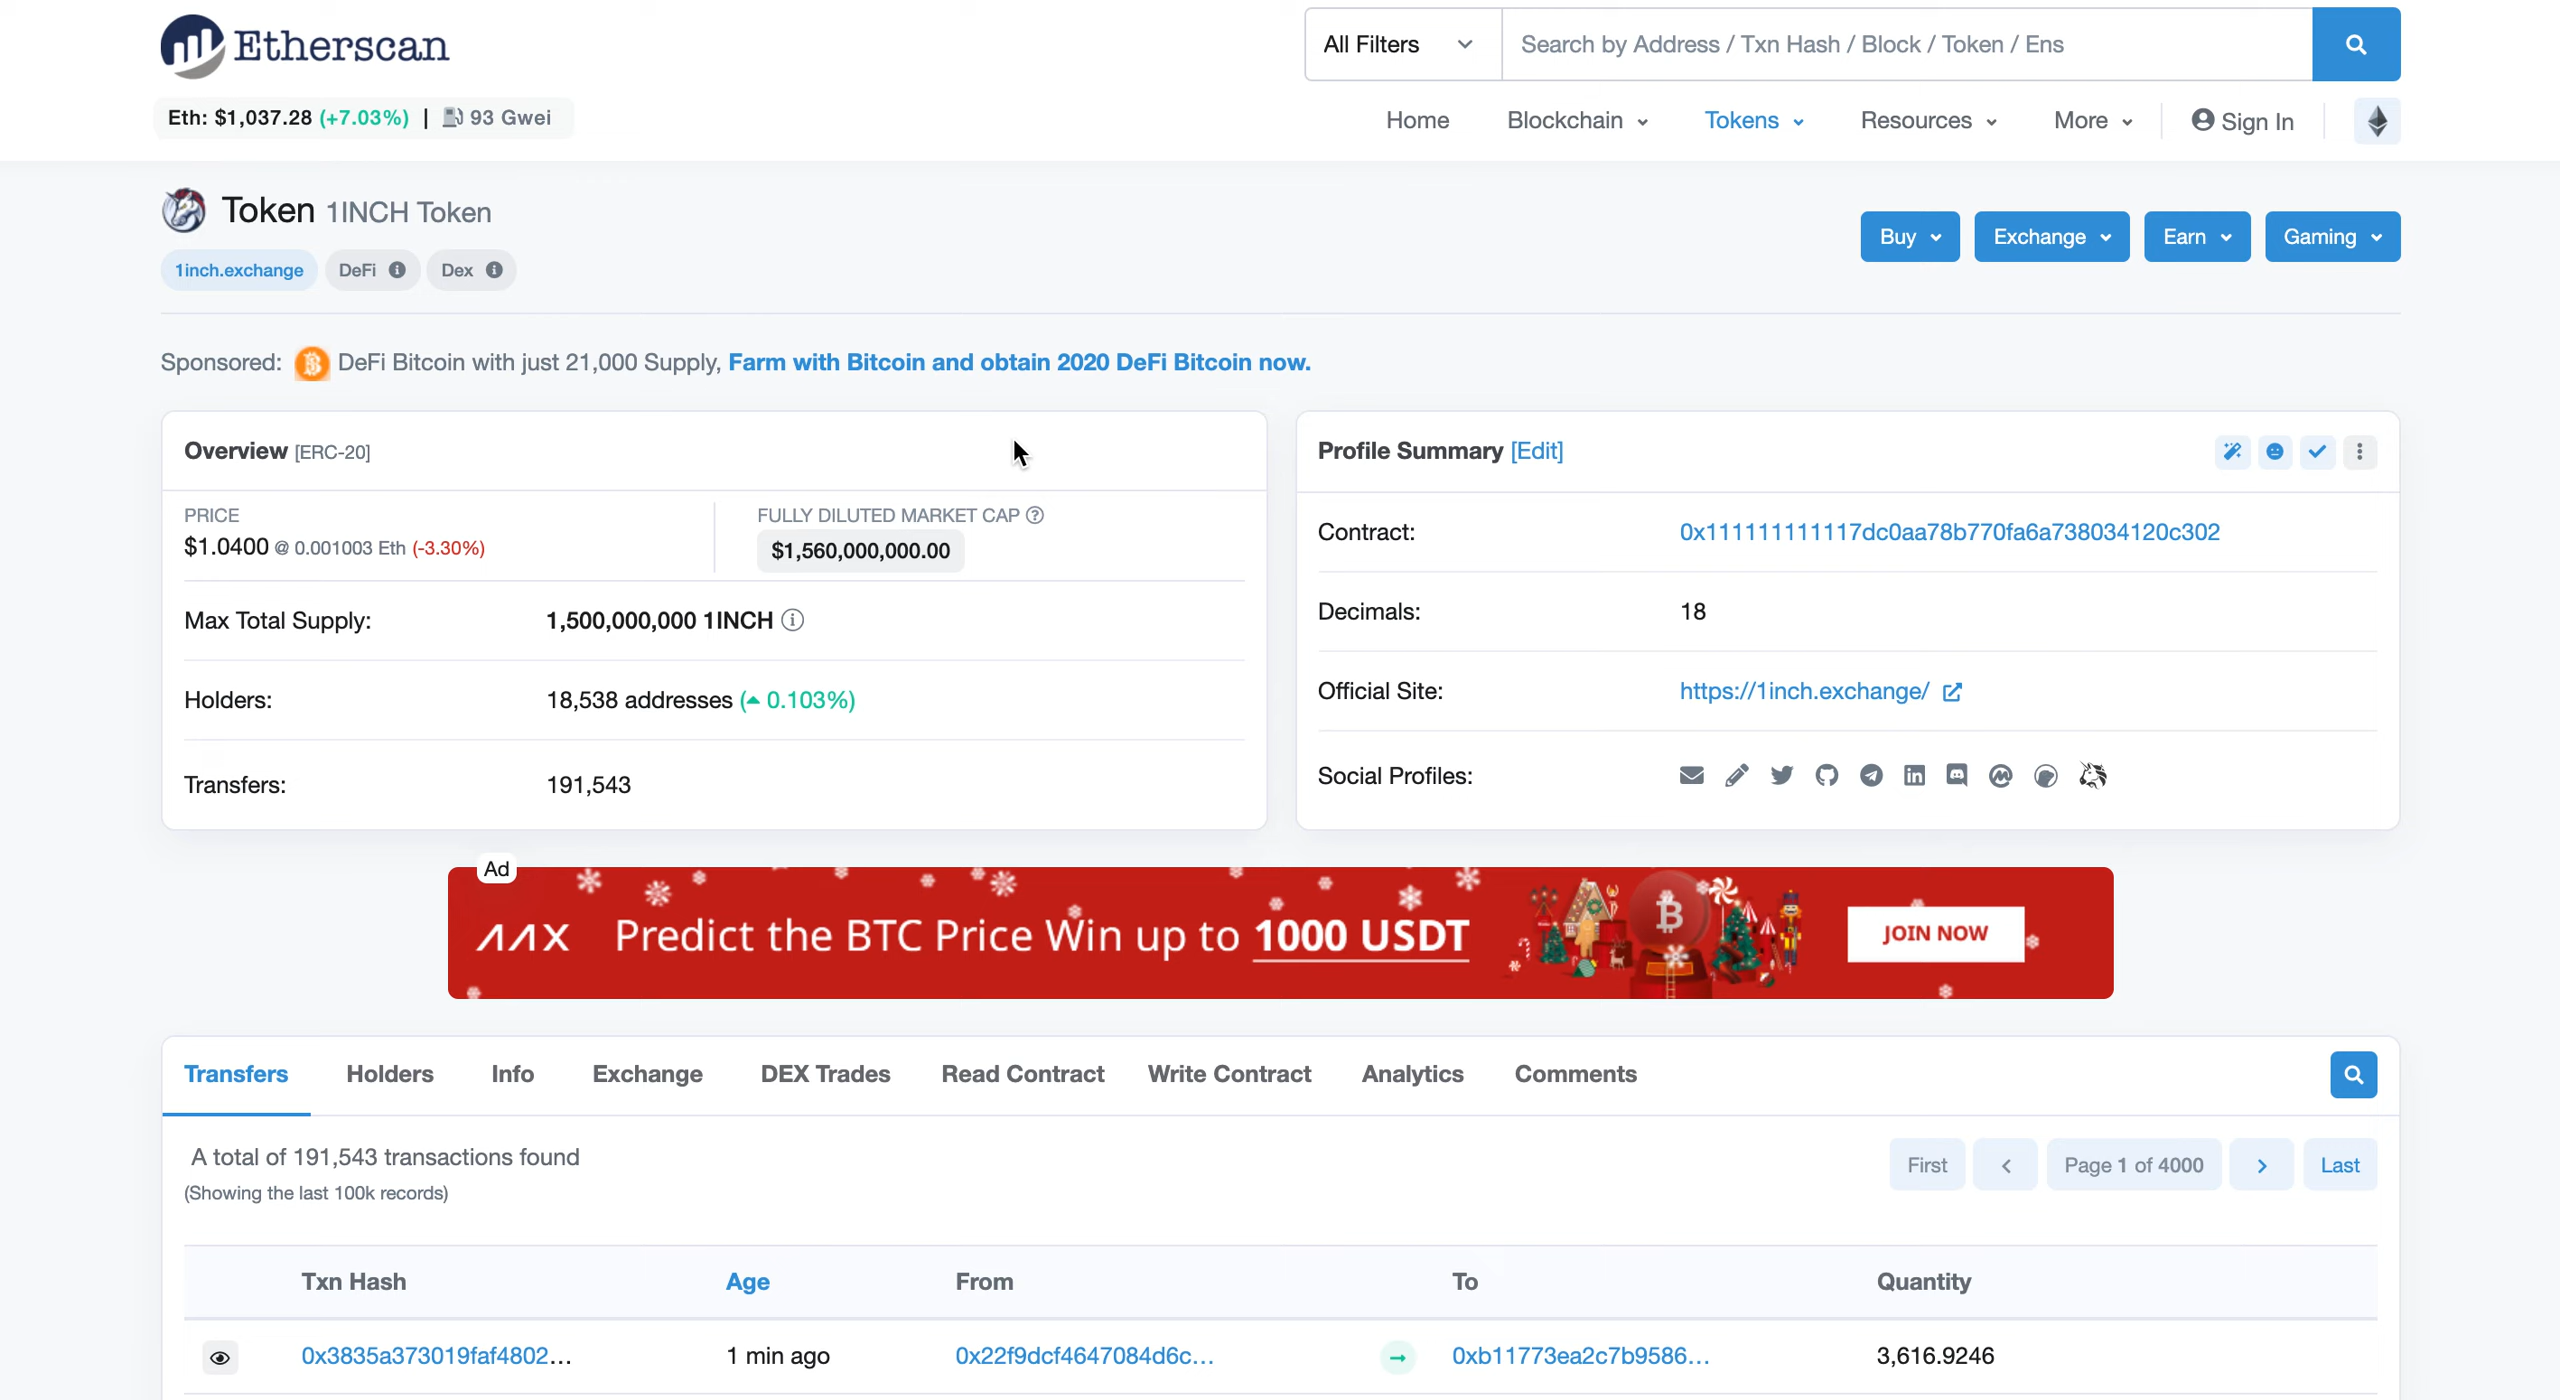 Etherscan
All Filters
Search by Address / Txn Hash / Block / Token / Ens
Eth: $1,037.28 (+7.03%) | 93 Gwei
Home Blockchain Tokens Resources More Sign In
Token 1INCH Token
1inch.exchange DeFi Dex
Buy Exchange Earn Gaming
Sponsored: DeFi Bitcoin with just 21,000 Supply, Farm with Bitcoin and obtain 2020 DeFi Bitcoin now.
Overview [ERC-20]
PRICE
$1.0400 @ 0.001003 Eth (-3.30%)
FULLY DILUTED MARKET CAP
$1,560,000,000.00
Max Total Supply: 1,500,000,000 1INCH
Holders: 18,538 addresses (0.103%)
Transfers: 191,543
Profile Summary [Edit]
Contract: 0x111111111117dc0aa78b770fa6a738034120c302
Decimals: 18
Official Site: https://1inch.exchange/
Social Profiles:
Ad
AAX Predict the BTC Price Win up to 1000 USDT JOIN NOW
Transfers Holders Info Exchange DEX Trades Read Contract Write Contract Analytics Comments
A total of 191,543 transactions found
(Showing the last 100k records)
First < Page 1 of 4000 > Last
Txn Hash Age From To Quantity
0x3835a373019faf4802... 1 min ago 0x22f9dcf4647084d6c... 0xb11773ea2c7b9586... 3,616.9246